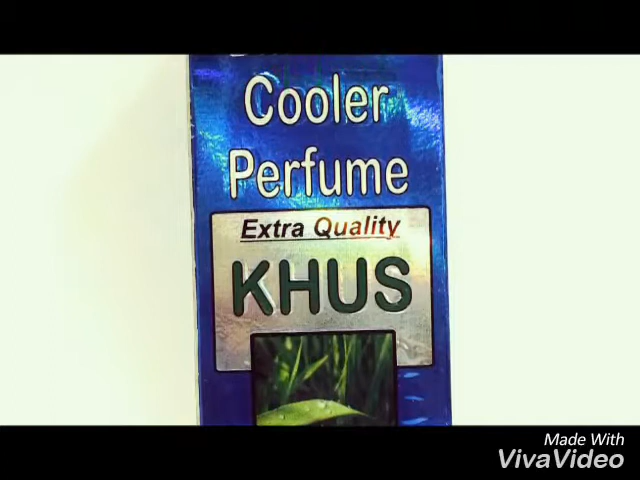 Cooler
Perfume
Extra Quality
KHUS
Made With
VivaVideo